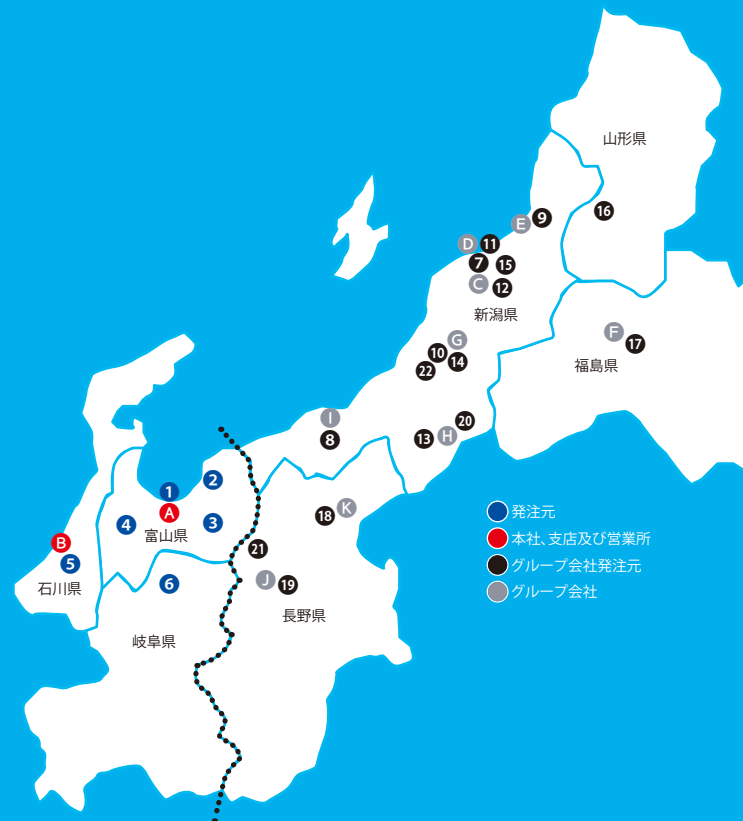 山形県
16
E 9
D 11
7 15
C 12
新潟県
G
10
14
22
F
17
福島県
I
8
20
13 H
2
1
A
4
3
富山県
K
18
B
5
石川県
21
J 19
長野県
6
岐阜県
発注元
本社、支店及び営業所
グループ会社発注元
グループ会社